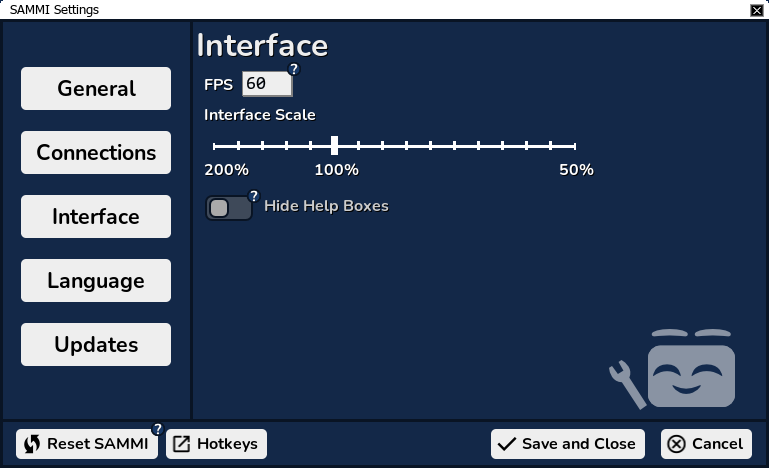 SAMMI Settings
Interface
General
FPS 60 ?
Interface Scale
Connections
200% 100% 50%
Interface
? Hide Help Boxes
Language
Updates
Reset SAMMI ? Hotkeys Save and Close Cancel